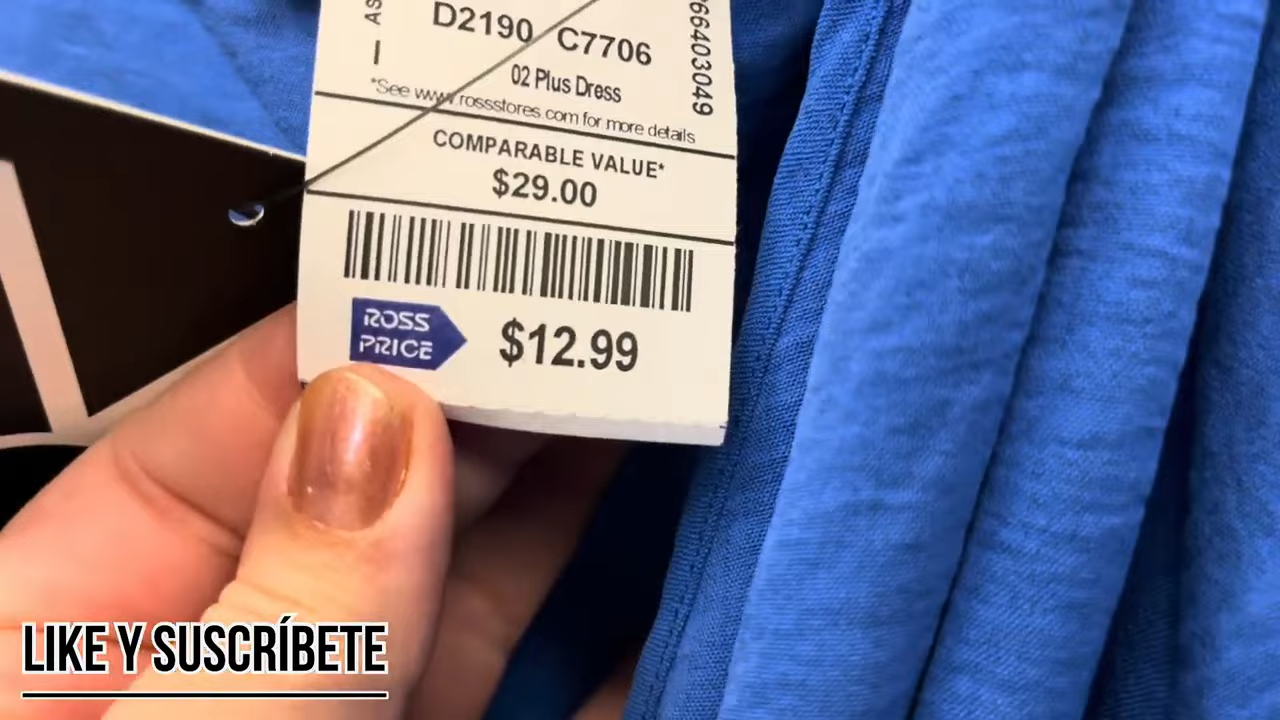 D2190 C7706
02 Plus Dress
*See www.rossstores.com for more details
COMPARABLE VALUE*
$29.00
ROSS
PRICE
$12.99
66403049
LIKE Y SUSCRÍBETE